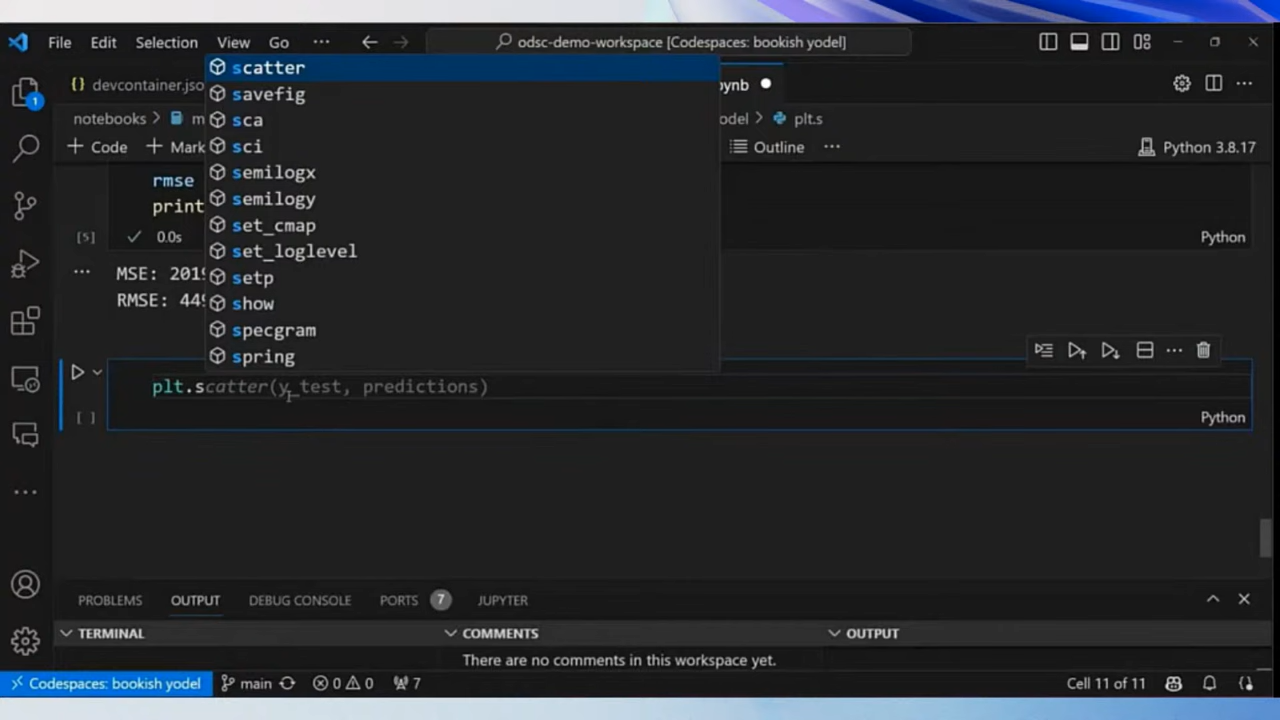 File Edit Selection View Go ··· odsc-demo-workspace [Codespaces: bookish yodel]
{} devcontainer.jso ynb
notebooks > m odel > plt.s
+ Code + Mark Outline ··· Python 3.8.17
scatter
savefig
sca
sci
semilogx
semilogy
set_cmap
set_loglevel
setp
show
specgram
spring
rmse
print
[5] 0.0s Python
··· MSE: 2019
RMSE: 449
plt.scatter(y_test, predictions)
[ ] Python
PROBLEMS OUTPUT DEBUG CONSOLE PORTS 7 JUPYTER
TERMINAL COMMENTS OUTPUT
There are no comments in this workspace yet.
Codespaces: bookish yodel main 0 0 7 Cell 11 of 11
1